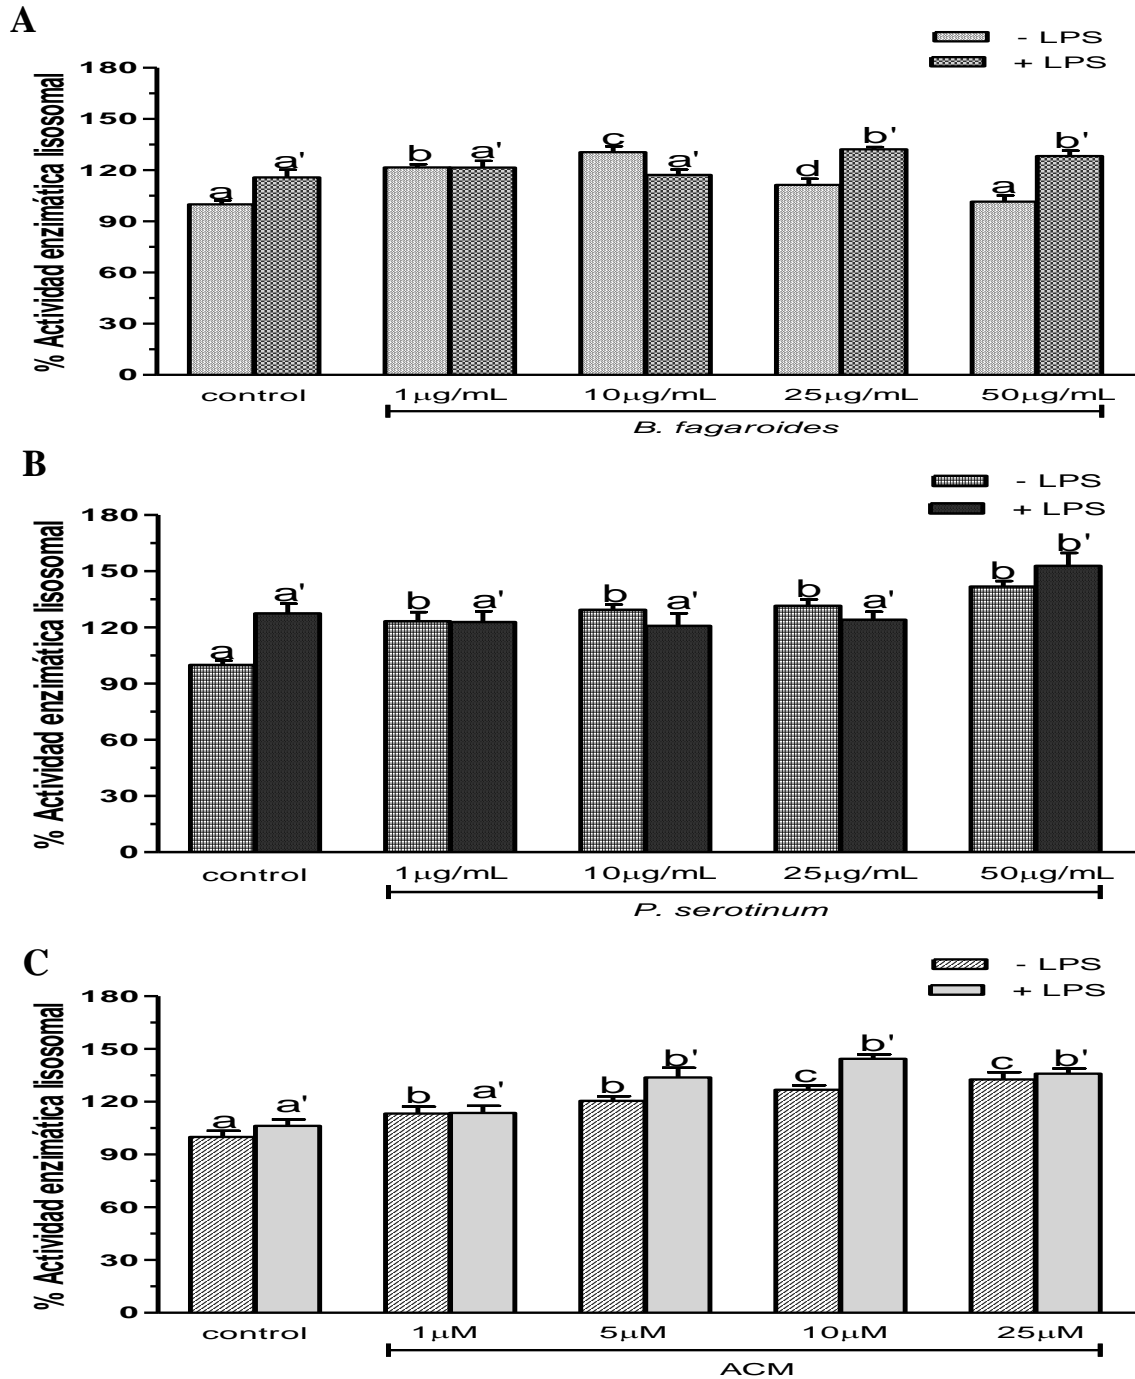 A
- LPS
+ LPS
% Actividad enzimática lisosomal
180
150
120
90
60
30
0
a
a'
b
a'
c
a'
d
b'
a
b'
control
1µg/mL
10µg/mL
25µg/mL
50µg/mL
B. fagaroides
B
- LPS
+ LPS
% Actividad enzimática lisosomal
180
150
120
90
60
30
0
a
a'
b
a'
b
a'
b
a'
b
b'
control
1µg/mL
10µg/mL
25µg/mL
50µg/mL
P. serotinum
C
- LPS
+ LPS
% Actividad enzimática lisosomal
180
150
120
90
60
30
0
a
a'
b
a'
b
b'
c
b'
c
b'
control
1µM
5µM
10µM
25µM
ACM